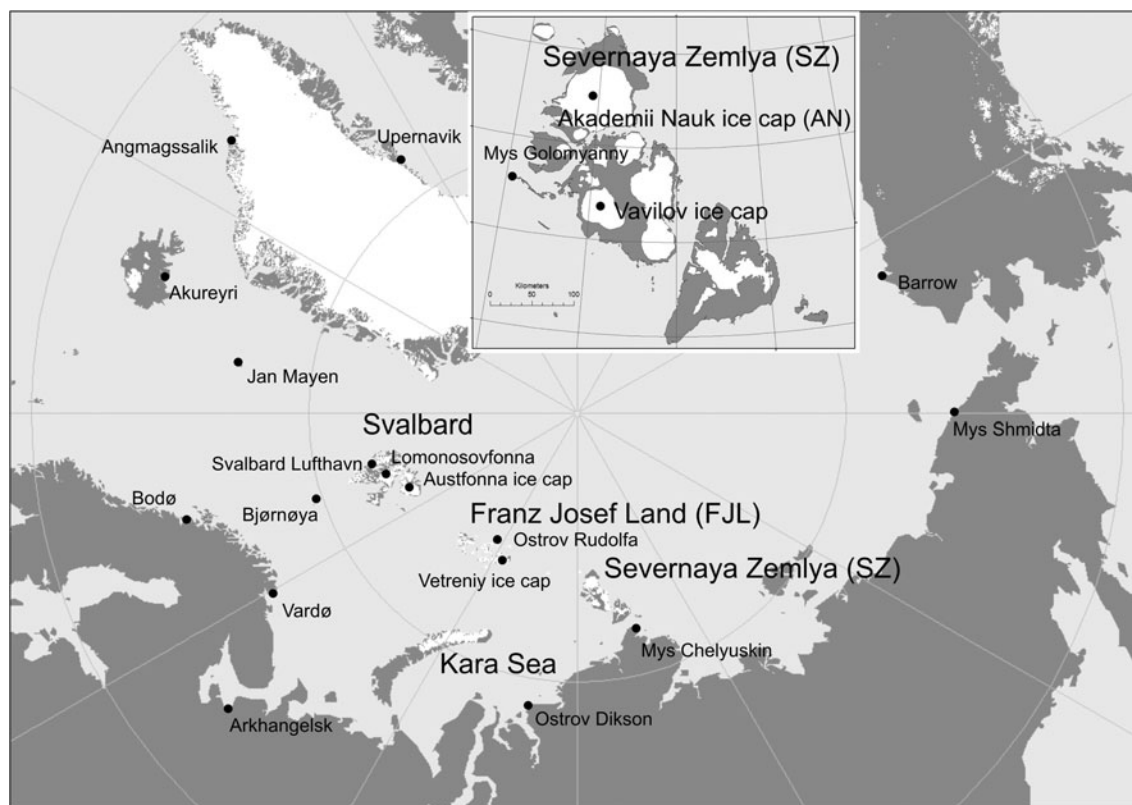 Severnaya Zemlya (SZ)
Akademii Nauk ice cap (AN)
Mys Golomyanny
Vavilov ice cap
Kilometers
0 50 100
Upernavik
Angmagssalik
Akureyri
Barrow
Jan Mayen
Mys Shmidta
Svalbard
Lomonosovfonna
Svalbard Lufthavn
Austfonna ice cap
Bodø
Bjørnøya
Franz Josef Land (FJL)
Ostrov Rudolfa
Vetreniy ice cap
Severnaya Zemlya (SZ)
Vardø
Mys Chelyuskin
Kara Sea
Arkhangelsk
Ostrov Dikson